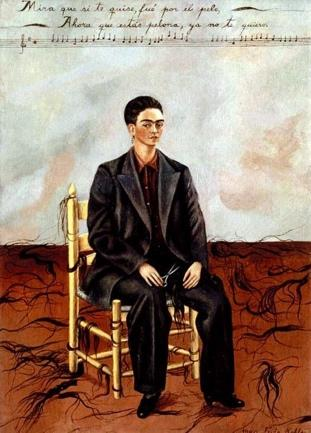 Mira que si te quise, fué por el pelo,
Ahora que estás pelona, ya no te quiero.